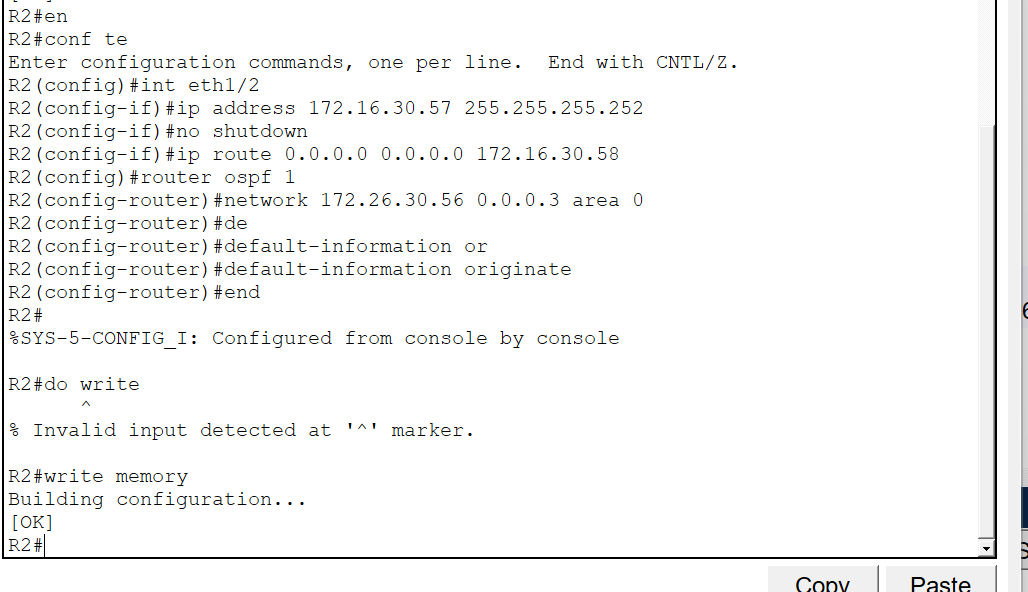 R2#en
R2#conf te
Enter configuration commands, one per line.  End with CNTL/Z.
R2(config)#int eth1/2
R2(config-if)#ip address 172.16.30.57 255.255.255.252
R2(config-if)#no shutdown
R2(config-if)#ip route 0.0.0.0 0.0.0.0 172.16.30.58
R2(config)#router ospf 1
R2(config-router)#network 172.26.30.56 0.0.0.3 area 0
R2(config-router)#de
R2(config-router)#default-information or
R2(config-router)#default-information originate
R2(config-router)#end
R2#
%SYS-5-CONFIG_I: Configured from console by console
R2#do write
^
% Invalid input detected at '^' marker.
R2#write memory
Building configuration...
[OK]
R2#
Copy Paste